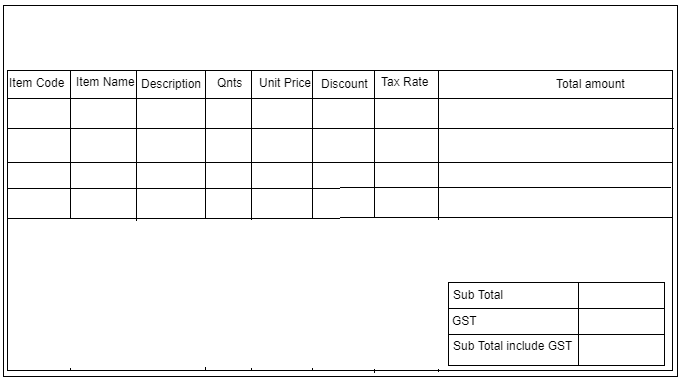 Item Code Item Name Description Qnts Unit Price Discount Tax Rate Total amount
Sub Total
GST
Sub Total include GST